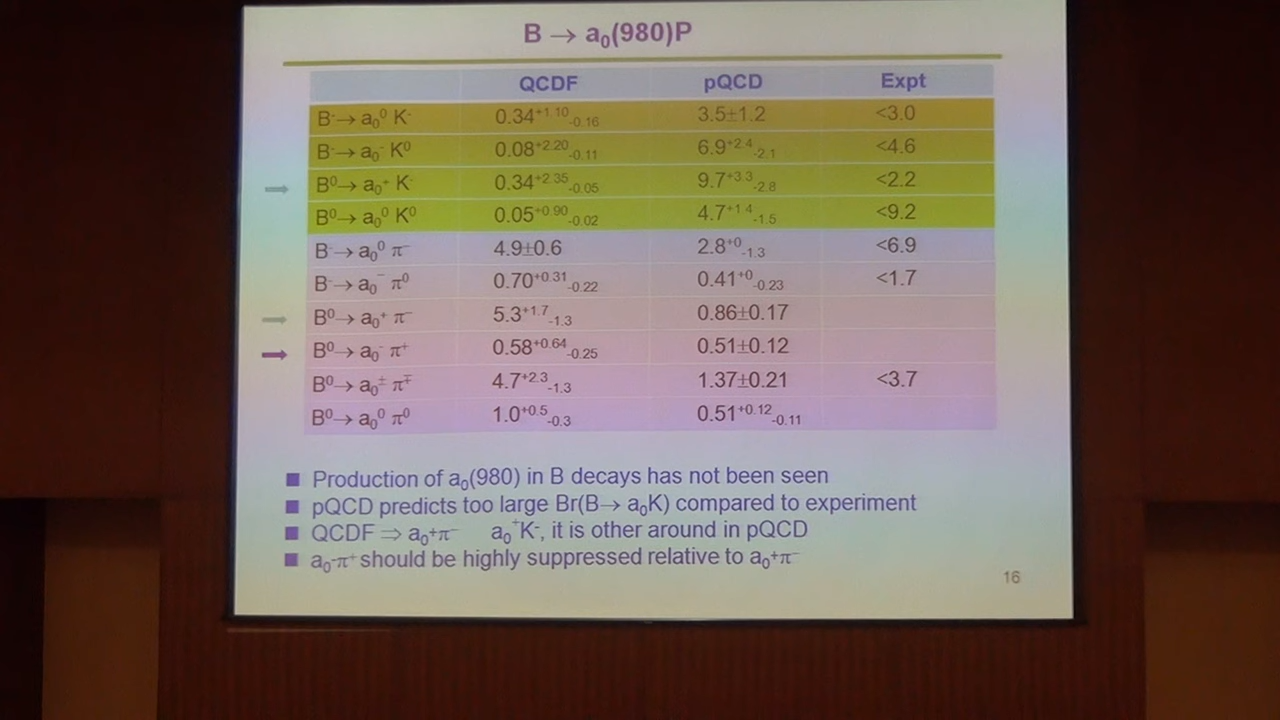 B → a₀(980)P
QCDF pQCD Expt
B⁻→ a₀⁰ K⁻ 0.34⁺¹·¹⁰₋₀.₁₆ 3.5±1.2 <3.0
B⁻→ a₀⁻ K⁰ 0.08⁺²·²⁰₋₀.₁₁ 6.9⁺²·⁴₋₂.₁ <4.6
B⁰→ a₀⁺ K⁻ 0.34⁺²·³⁵₋₀.₀₅ 9.7⁺³·³₋₂.₈ <2.2
B⁰→ a₀⁰ K⁰ 0.05⁺⁰·⁹⁰₋₀.₀₂ 4.7⁺¹·⁴₋₁.₅ <9.2
B⁻→ a₀⁰ π⁻ 4.9±0.6 2.8⁺⁰₋₁.₃ <6.9
B⁻→ a₀⁻ π⁰ 0.70⁺⁰·³¹₋₀.₂₂ 0.41⁺⁰₋₀.₂₃ <1.7
B⁰→ a₀⁺ π⁻ 5.3⁺¹·⁷₋₁.₃ 0.86±0.17
B⁰→ a₀⁻ π⁺ 0.58⁺⁰·⁶⁴₋₀.₂₅ 0.51±0.12
B⁰→ a₀± π∓ 4.7⁺²·³₋₁.₃ 1.37±0.21 <3.7
B⁰→ a₀⁰ π⁰ 1.0⁺⁰·⁵₋₀.₃ 0.51⁺⁰·¹²₋₀.₁₁
■ Production of a₀(980) in B decays has not been seen
■ pQCD predicts too large Br(B→ a₀K) compared to experiment
■ QCDF ⇒ a₀+π⁻ a₀⁺K⁻, it is other around in pQCD
■ a₀-π⁺ should be highly suppressed relative to a₀+π⁻
16